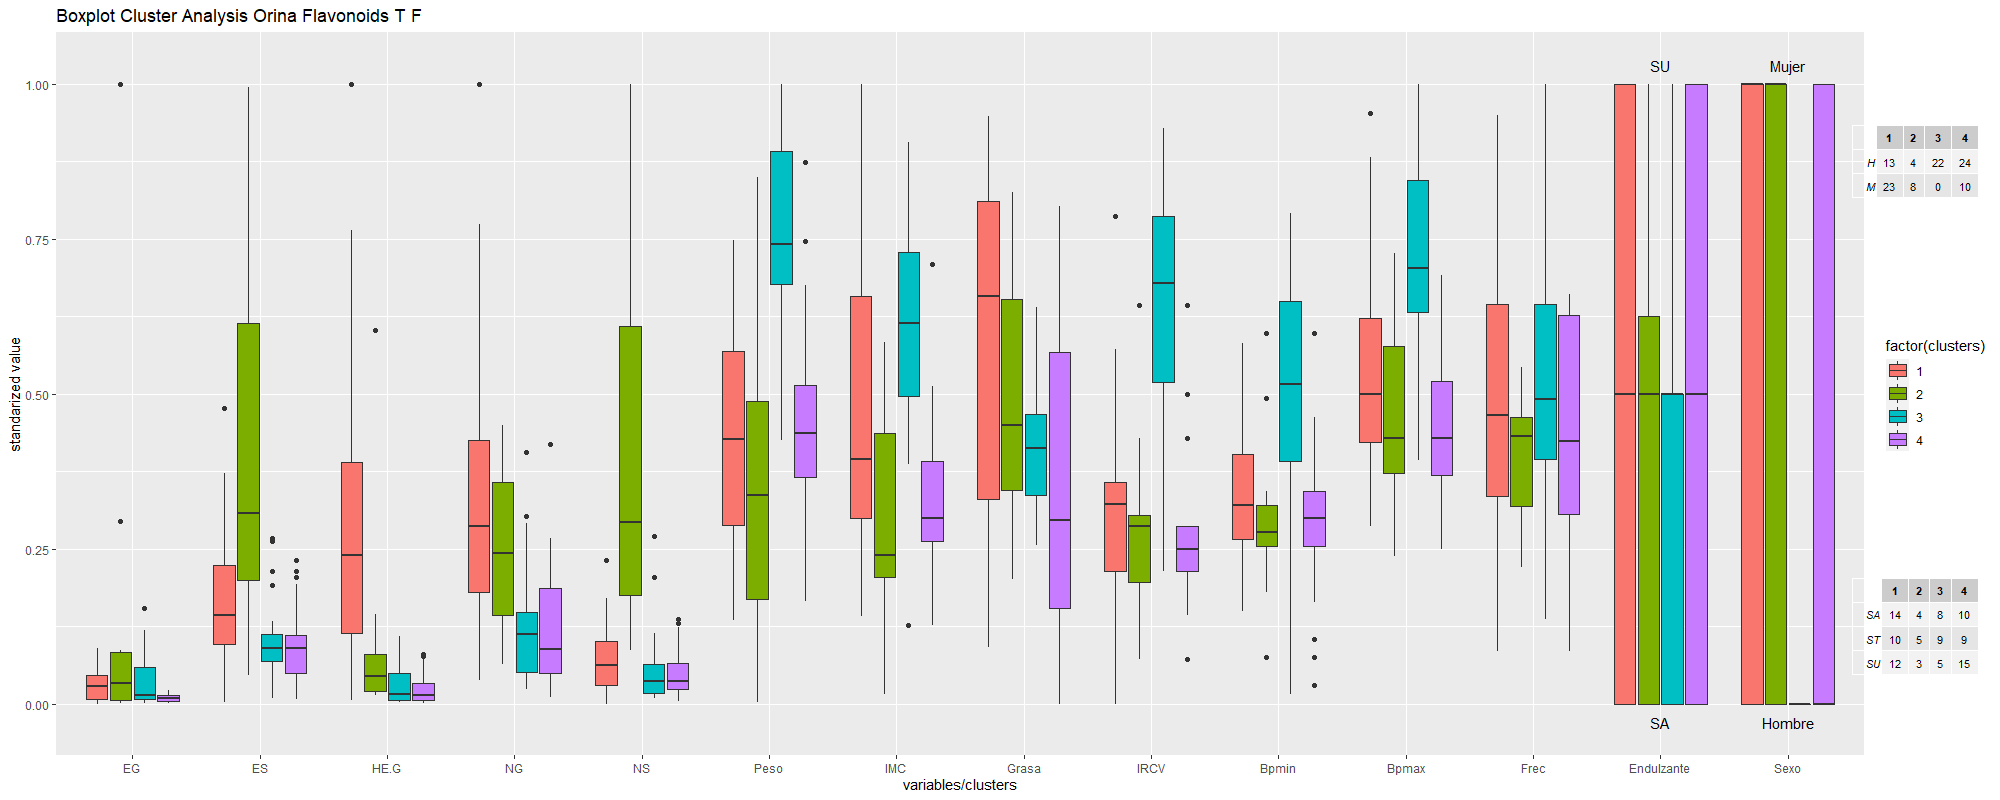 Boxplot Cluster Analysis Orina Flavonoids T F
standarized value
1.00
0.75
0.50
0.25
0.00
SU
Mujer
SA
Hombre
EG ES HE.G NG NS Peso IMC Grasa IRCV Bpmin Bpmax Frec Endulzante Sexo
variables/clusters
1 2 3 4
H 13 4 22 24
M 23 8 0 10
factor(clusters)
1
2
3
4
1 2 3 4
SA 14 4 8 10
ST 10 5 9 9
SU 12 3 5 15